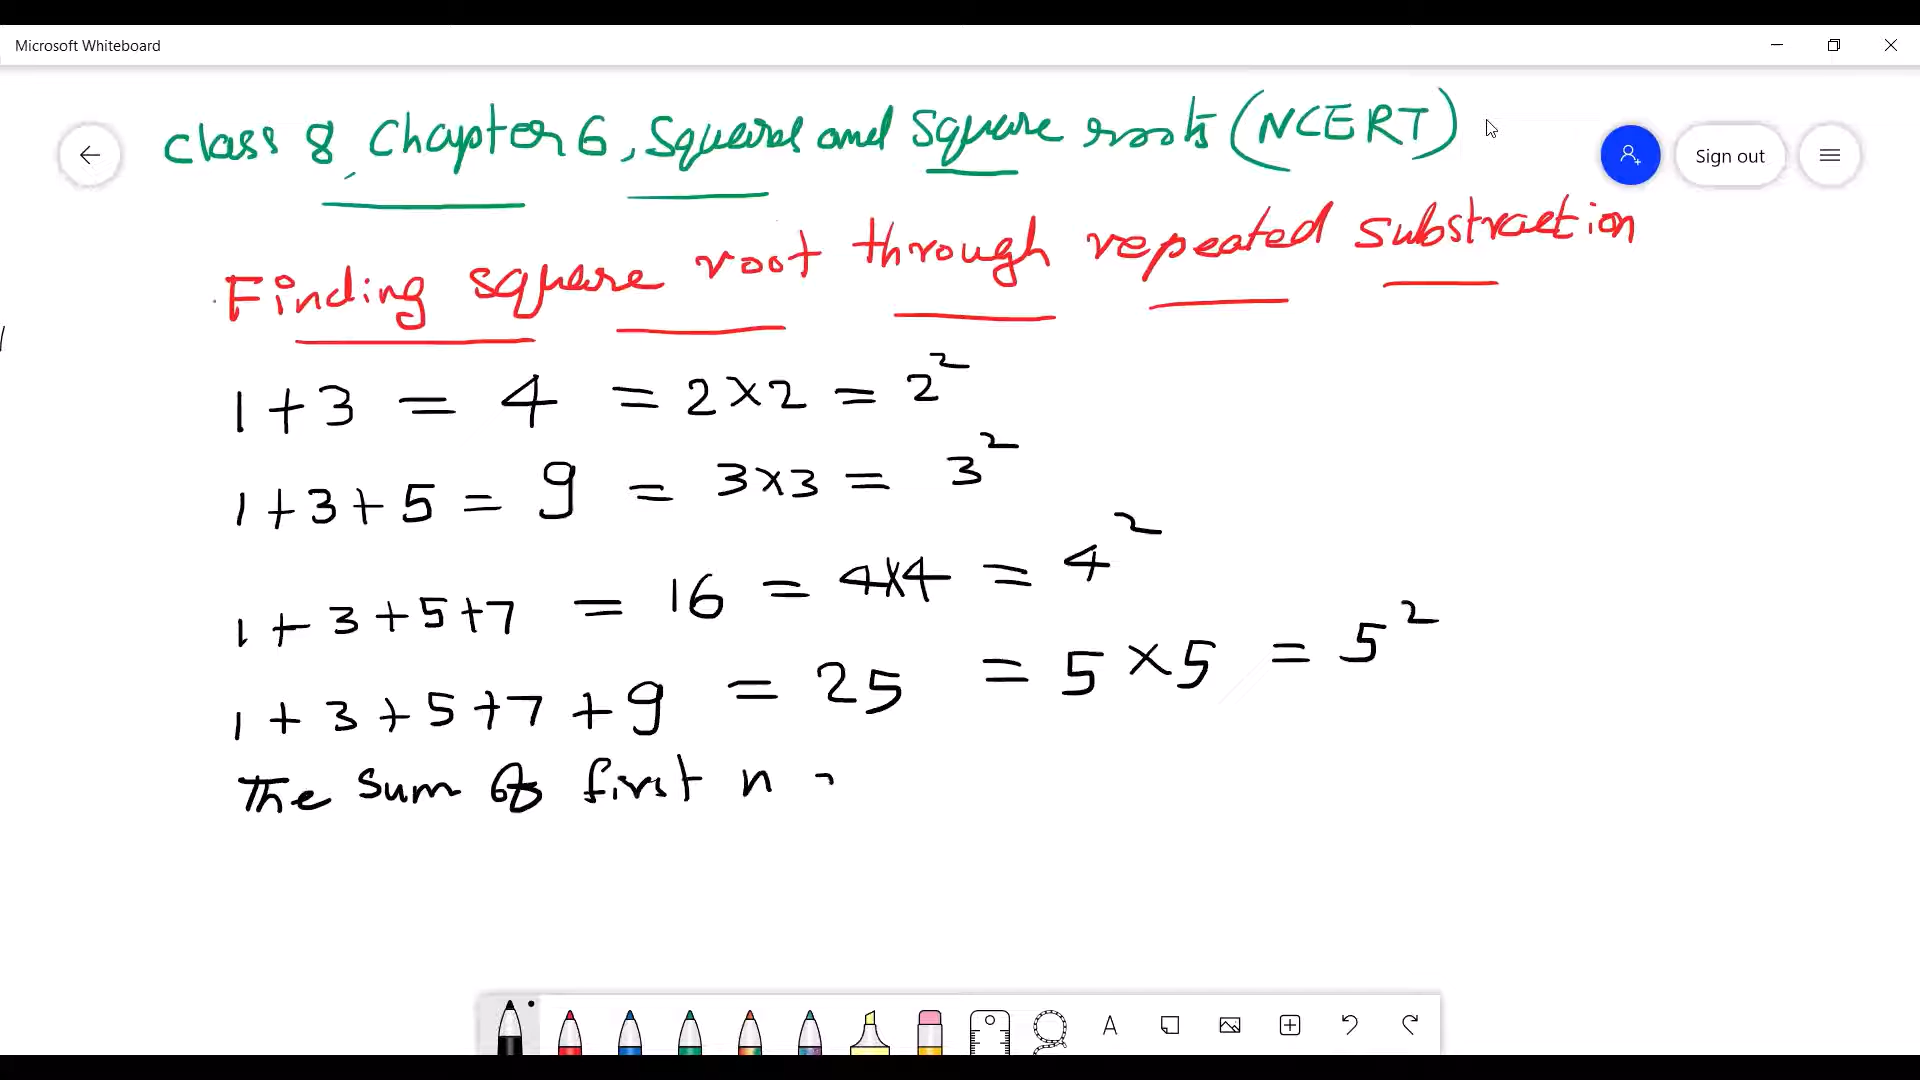 Microsoft Whiteboard
Class 8, Chapter 6, Squares and Square roots (NCERT)
Sign out
Finding square root through repeated substraction
1 + 3 = 4 = 2 × 2 = 2²
1 + 3 + 5 = 9 = 3 × 3 = 3²
1 + 3 + 5 + 7 = 16 = 4 × 4 = 4²
1 + 3 + 5 + 7 + 9 = 25 = 5 × 5 = 5²
The sum of first n